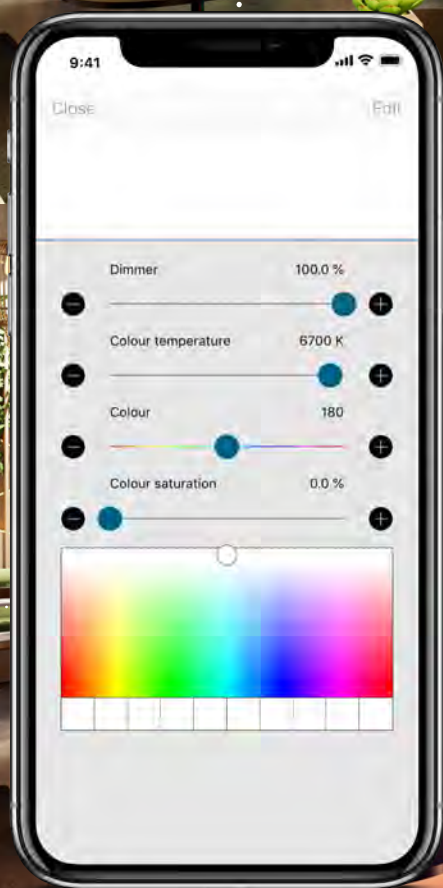 9:41
Close Edit
Dimmer 100.0 %
Colour temperature 6700 K
Colour 180
Colour saturation 0.0 %